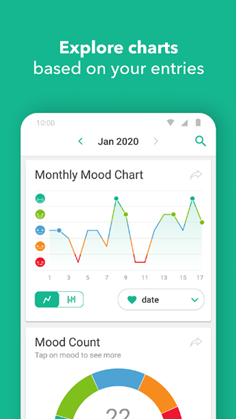 Explore charts
based on your entries
10:00
Jan 2020
Monthly Mood Chart
1 3 5 7 9 11 13 15 17
date
Mood Count
Tap on mood to see more
22